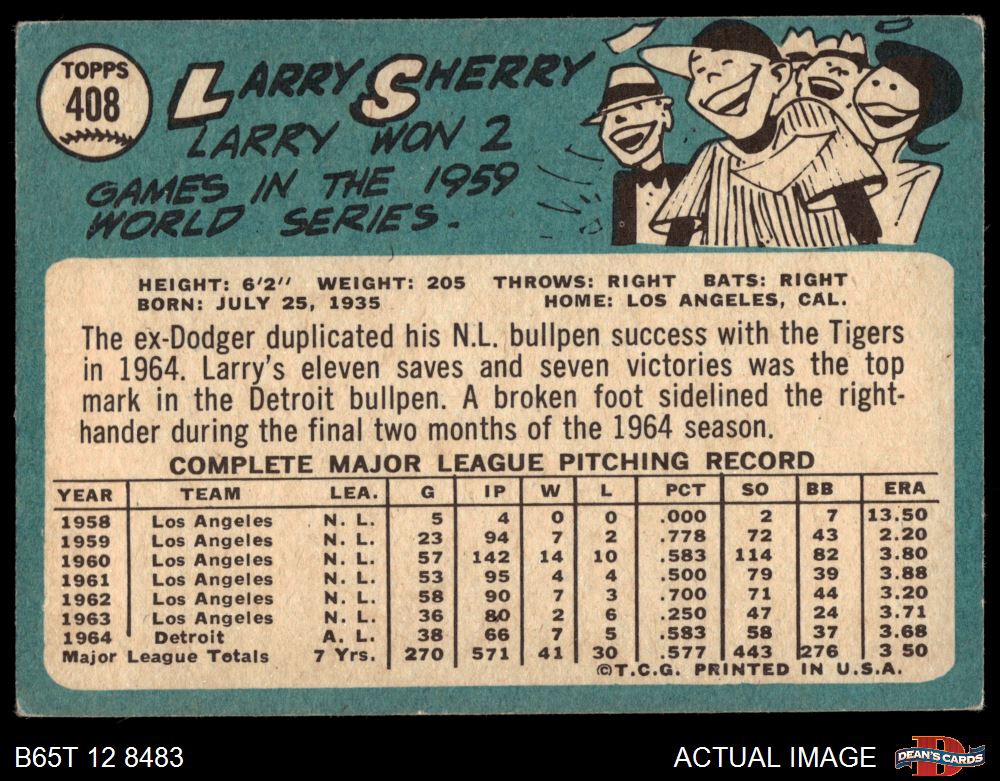 TOPPS
408
LARRY SHERRY
LARRY WON 2
GAMES IN THE 1959
WORLD SERIES.
HEIGHT: 6'2" WEIGHT: 205 THROWS: RIGHT BATS: RIGHT
BORN: JULY 25, 1935 HOME: LOS ANGELES, CAL.
The ex-Dodger duplicated his N.L. bullpen success with the Tigers
in 1964. Larry's eleven saves and seven victories was the top
mark in the Detroit bullpen. A broken foot sidelined the right-
hander during the final two months of the 1964 season.
COMPLETE MAJOR LEAGUE PITCHING RECORD
YEAR TEAM LEA. G IP W L PCT SO BB ERA
1958 Los Angeles N. L. 5 4 0 0 .000 2 7 13.50
1959 Los Angeles N. L. 23 94 7 2 .778 72 43 2.20
1960 Los Angeles N. L. 57 142 14 10 .583 114 82 3.80
1961 Los Angeles N. L. 53 95 4 4 .500 79 39 3.88
1962 Los Angeles N. L. 58 90 7 3 .700 71 44 3.20
1963 Los Angeles N. L. 36 80 2 6 .250 47 24 3.71
1964 Detroit A. L. 38 66 7 5 .583 58 37 3.68
Major League Totals 7 Yrs. 270 571 41 30 .577 443 276 3 50
©T.C.G. PRINTED IN U.S.A.
B65T 12 8483
ACTUAL IMAGE
DEAN'S CARDS